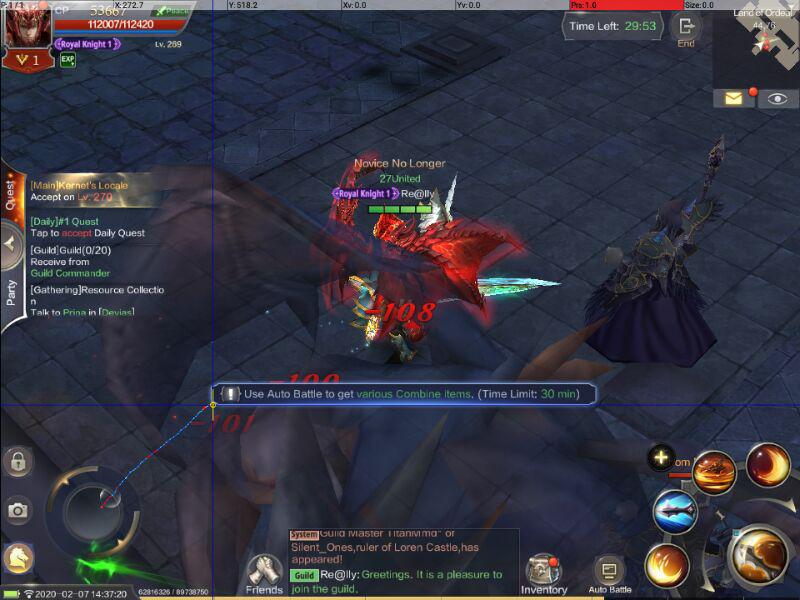 P: 1 / 1
X: 272.7
Y: 518.2
Xv: 0.0
Yv: 0.0
Prs: 1.0
Size: 0.0
CP 53667
Peace
112007/112420
Royal Knight 1
Lv. 289
1
EXP
Time Left: 29:53
End
Land of Ordeal
44,76
Quest
Party
[Main]Kernet's Locale
Accept on Lv. 270
[Daily]#1 Quest
Tap to accept Daily Quest
[Guild]Guild(0/20)
Receive from
Guild Commander
[Gathering]Resource Collectio
n
Talk to Prina in [Devias]
Novice No Longer
27United
Royal Knight 1 Re@lly
-108
-100
-101
Use Auto Battle to get various Combine items. (Time Limit: 30 min)
System Guild Master TitanMmd* of
Silent_Ones,ruler of Loren Castle,has
appeared!
Guild Re@lly: Greetings. It is a pleasure to
join the guild.
Friends
Inventory
Auto Battle
2020-02-07 14:37:20
62816326 / 89738750